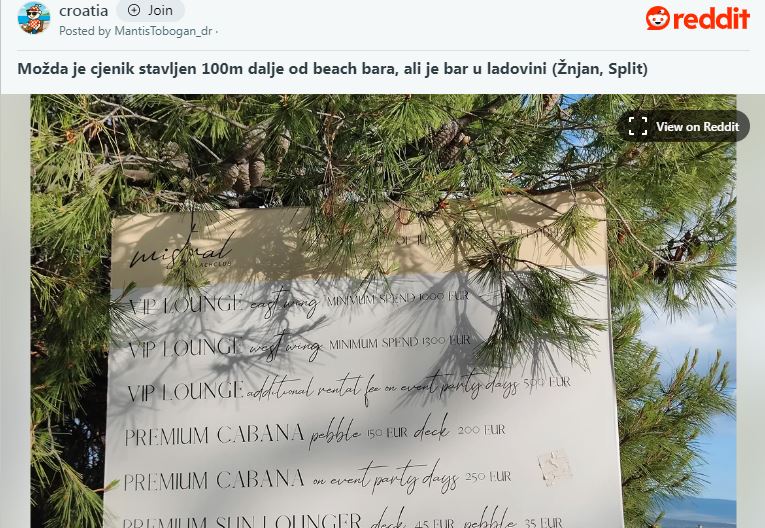 croatia
Join
reddit
Posted by MantisTobogan_dr ·
Možda je cjenik stavljen 100m dalje od beach bara, ali je bar u ladovini (Žnjan, Split)
View on Reddit
mistral
VIP LOUNGE east wing MINIMUM SPEND 1000 EUR
VIP LOUNGE west wing MINIMUM SPEND 1300 EUR
VIP LOUNGE additional rental fee on event party days 500 EUR
PREMIUM CABANA pebble 150 EUR deck 200 EUR
PREMIUM CABANA on event party days 250 EUR
PREMIUM SUN LOUNGER deck 45 EUR pebble 35 EUR